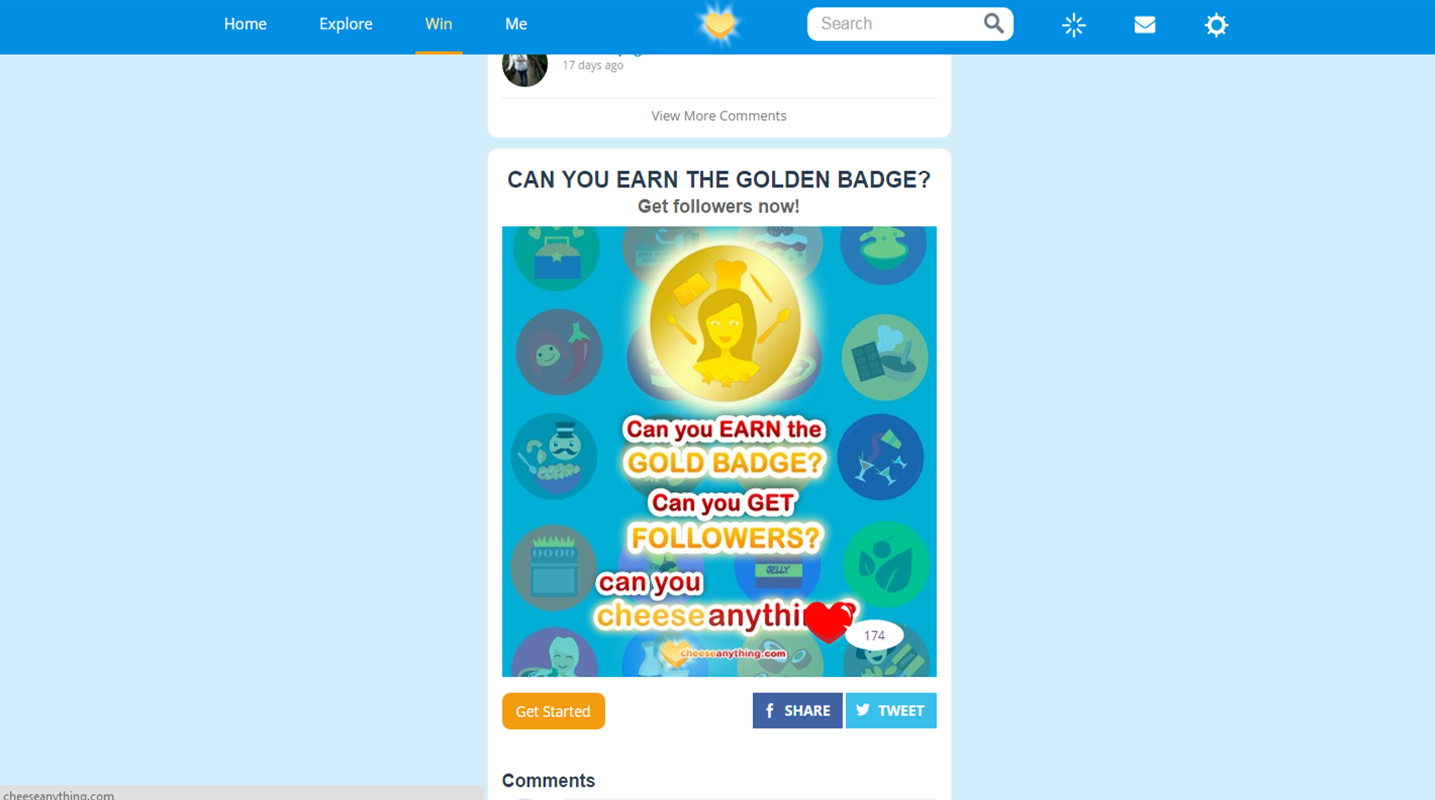 Home Explore Win Me Search
17 days ago
View More Comments
CAN YOU EARN THE GOLDEN BADGE?
Get followers now!
Can you EARN the
GOLD BADGE?
Can you GET
FOLLOWERS?
JELLY
can you
cheeseanythi
174
cheeseanything.com
Get Started
SHARE
TWEET
Comments
cheeseanything.com